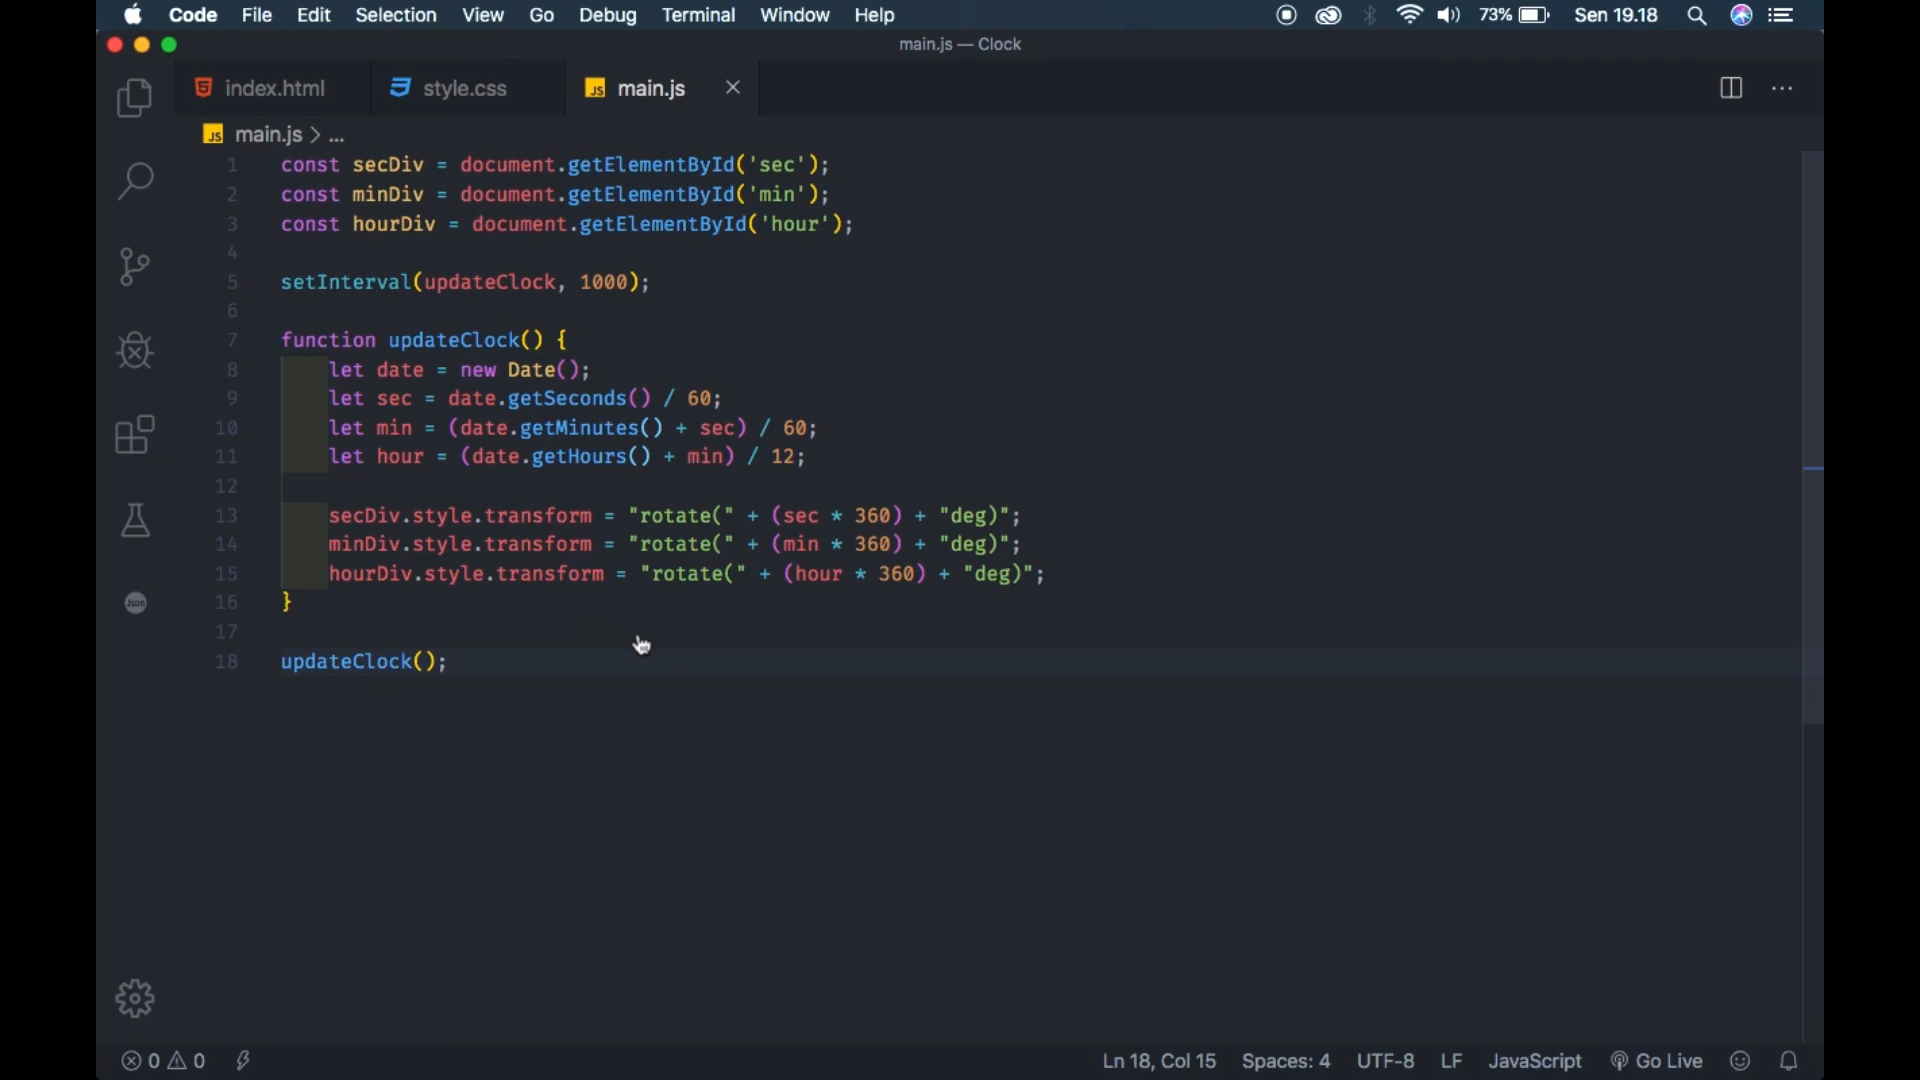 Code File Edit Selection View Go Debug Terminal Window Help 73% Sen 19.18
main.js — Clock
index.html style.css JS main.js
JS main.js > ...
1 const secDiv = document.getElementById('sec');
2 const minDiv = document.getElementById('min');
3 const hourDiv = document.getElementById('hour');
4
5 setInterval(updateClock, 1000);
6
7 function updateClock() {
8     let date = new Date();
9     let sec = date.getSeconds() / 60;
10     let min = (date.getMinutes() + sec) / 60;
11     let hour = (date.getHours() + min) / 12;
12
13     secDiv.style.transform = "rotate(" + (sec * 360) + "deg)";
14     minDiv.style.transform = "rotate(" + (min * 360) + "deg)";
15     hourDiv.style.transform = "rotate(" + (hour * 360) + "deg)";
16 }
17
18 updateClock();
Json
0 0 Ln 18, Col 15 Spaces: 4 UTF-8 LF JavaScript Go Live